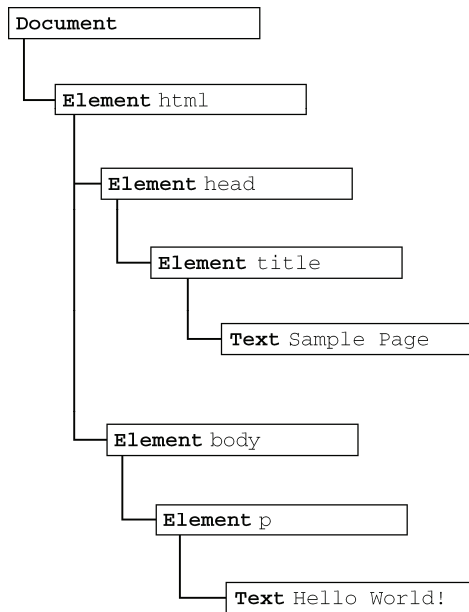 Document
Element html
Element head
Element title
Text Sample Page
Element body
Element p
Text Hello World!